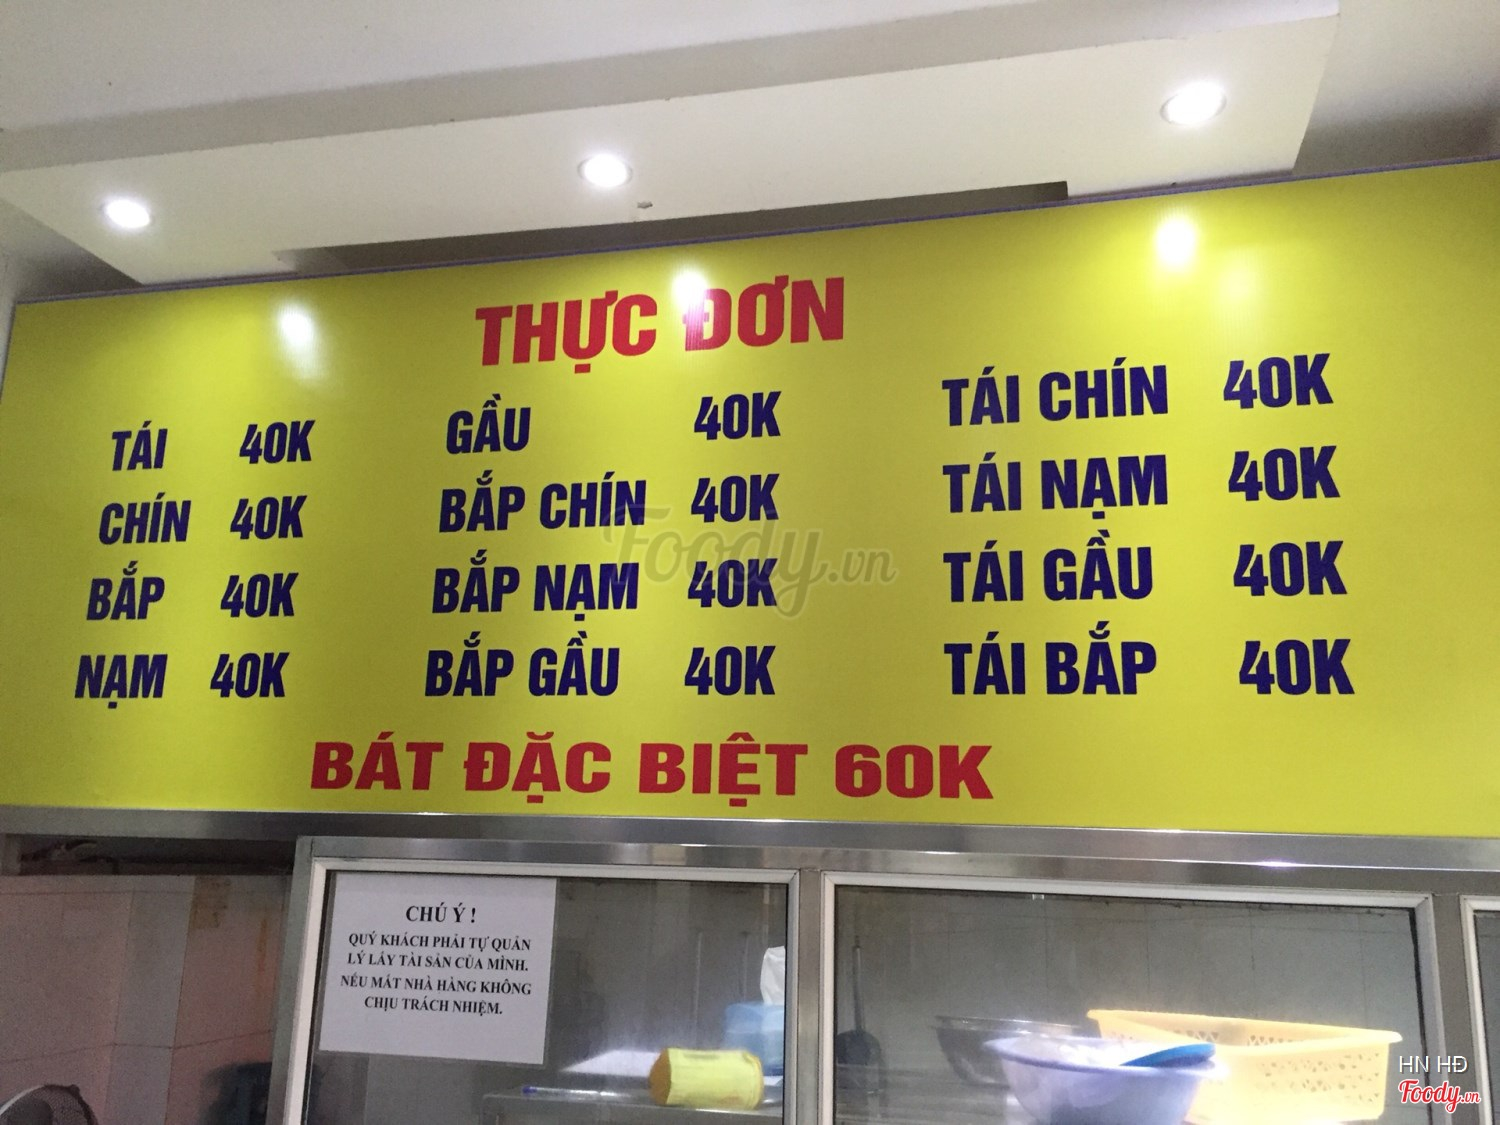 THỰC ĐƠN
TÁI 40K
CHÍN 40K
BẮP 40K
NẠM 40K
GẦU 40K
BẮP CHÍN 40K
BẮP NẠM 40K
BẮP GẦU 40K
TÁI CHÍN 40K
TÁI NẠM 40K
TÁI GẦU 40K
TÁI BẮP 40K
BÁT ĐẶC BIỆT 60K
Foody.vn
CHÚ Ý !
QUÝ KHÁCH PHẢI TỰ QUẢN
LÝ LẤY TÀI SẢN CỦA MÌNH.
NẾU MẤT NHÀ HÀNG KHÔNG
CHỊU TRÁCH NHIỆM.
HN HĐ
Foody.vn